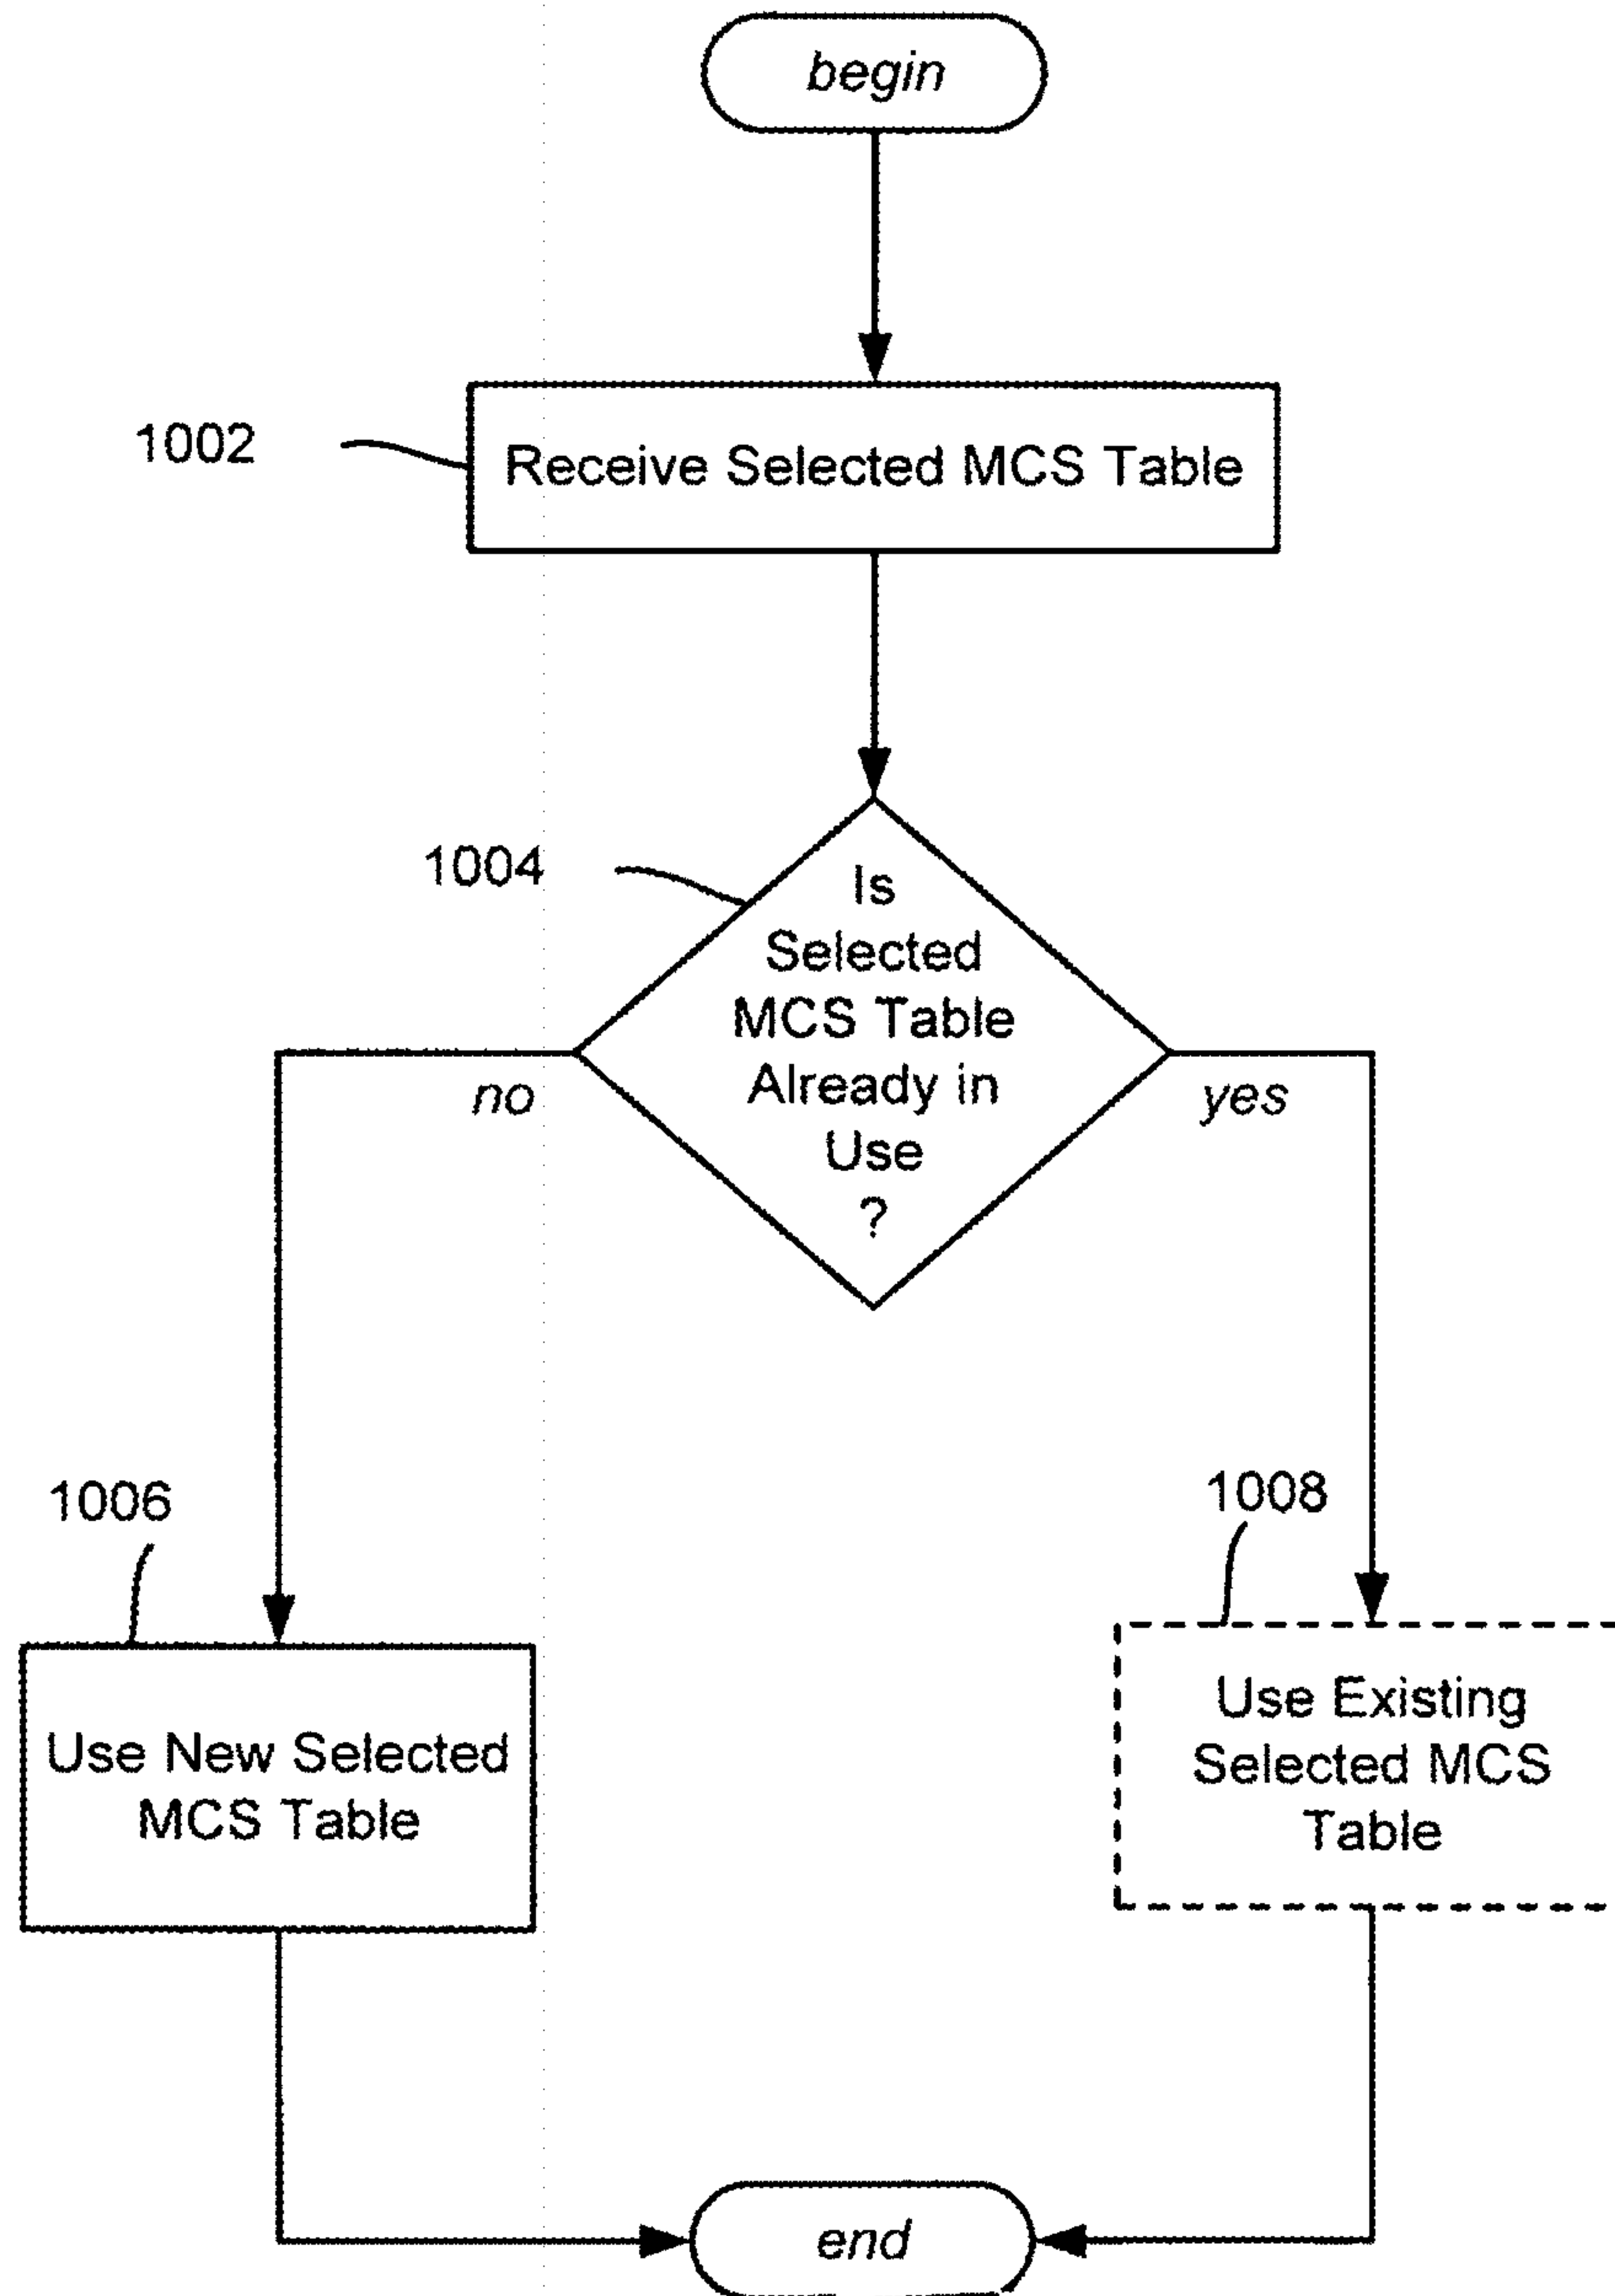 begin
1002
Receive Selected MCS Table
1004
Is
Selected
MCS Table
Already in
Use
?
no
yes
1006
1008
Use New Selected
MCS Table
Use Existing
Selected MCS
Table
end